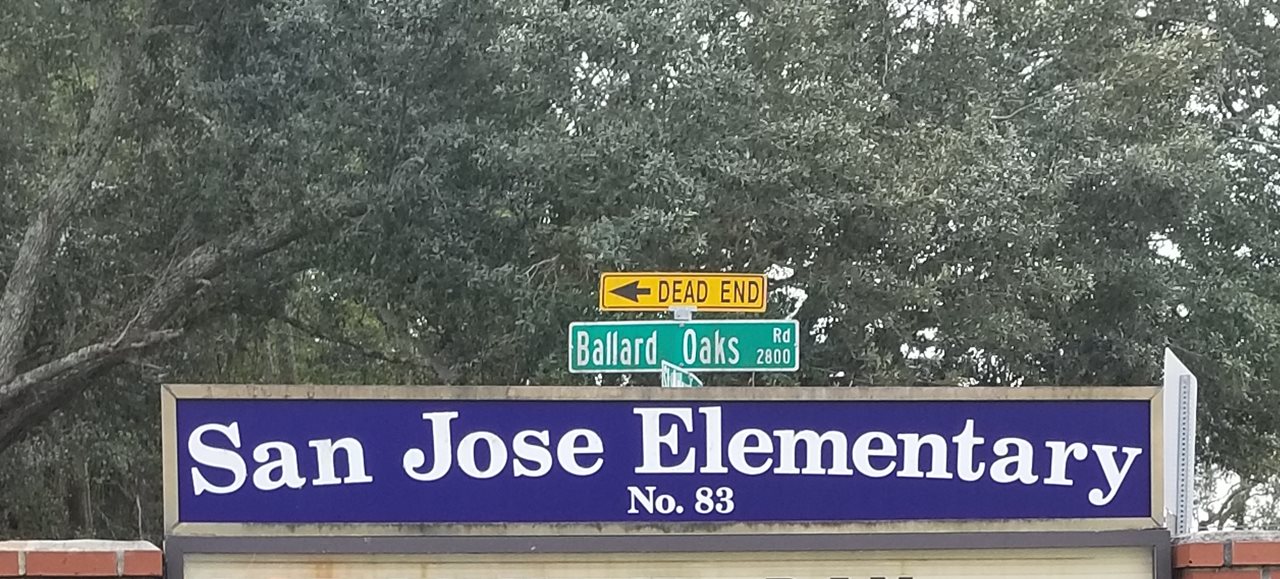 DEAD END
Ballard Oaks Rd
2800
San Jose Elementary
No. 83